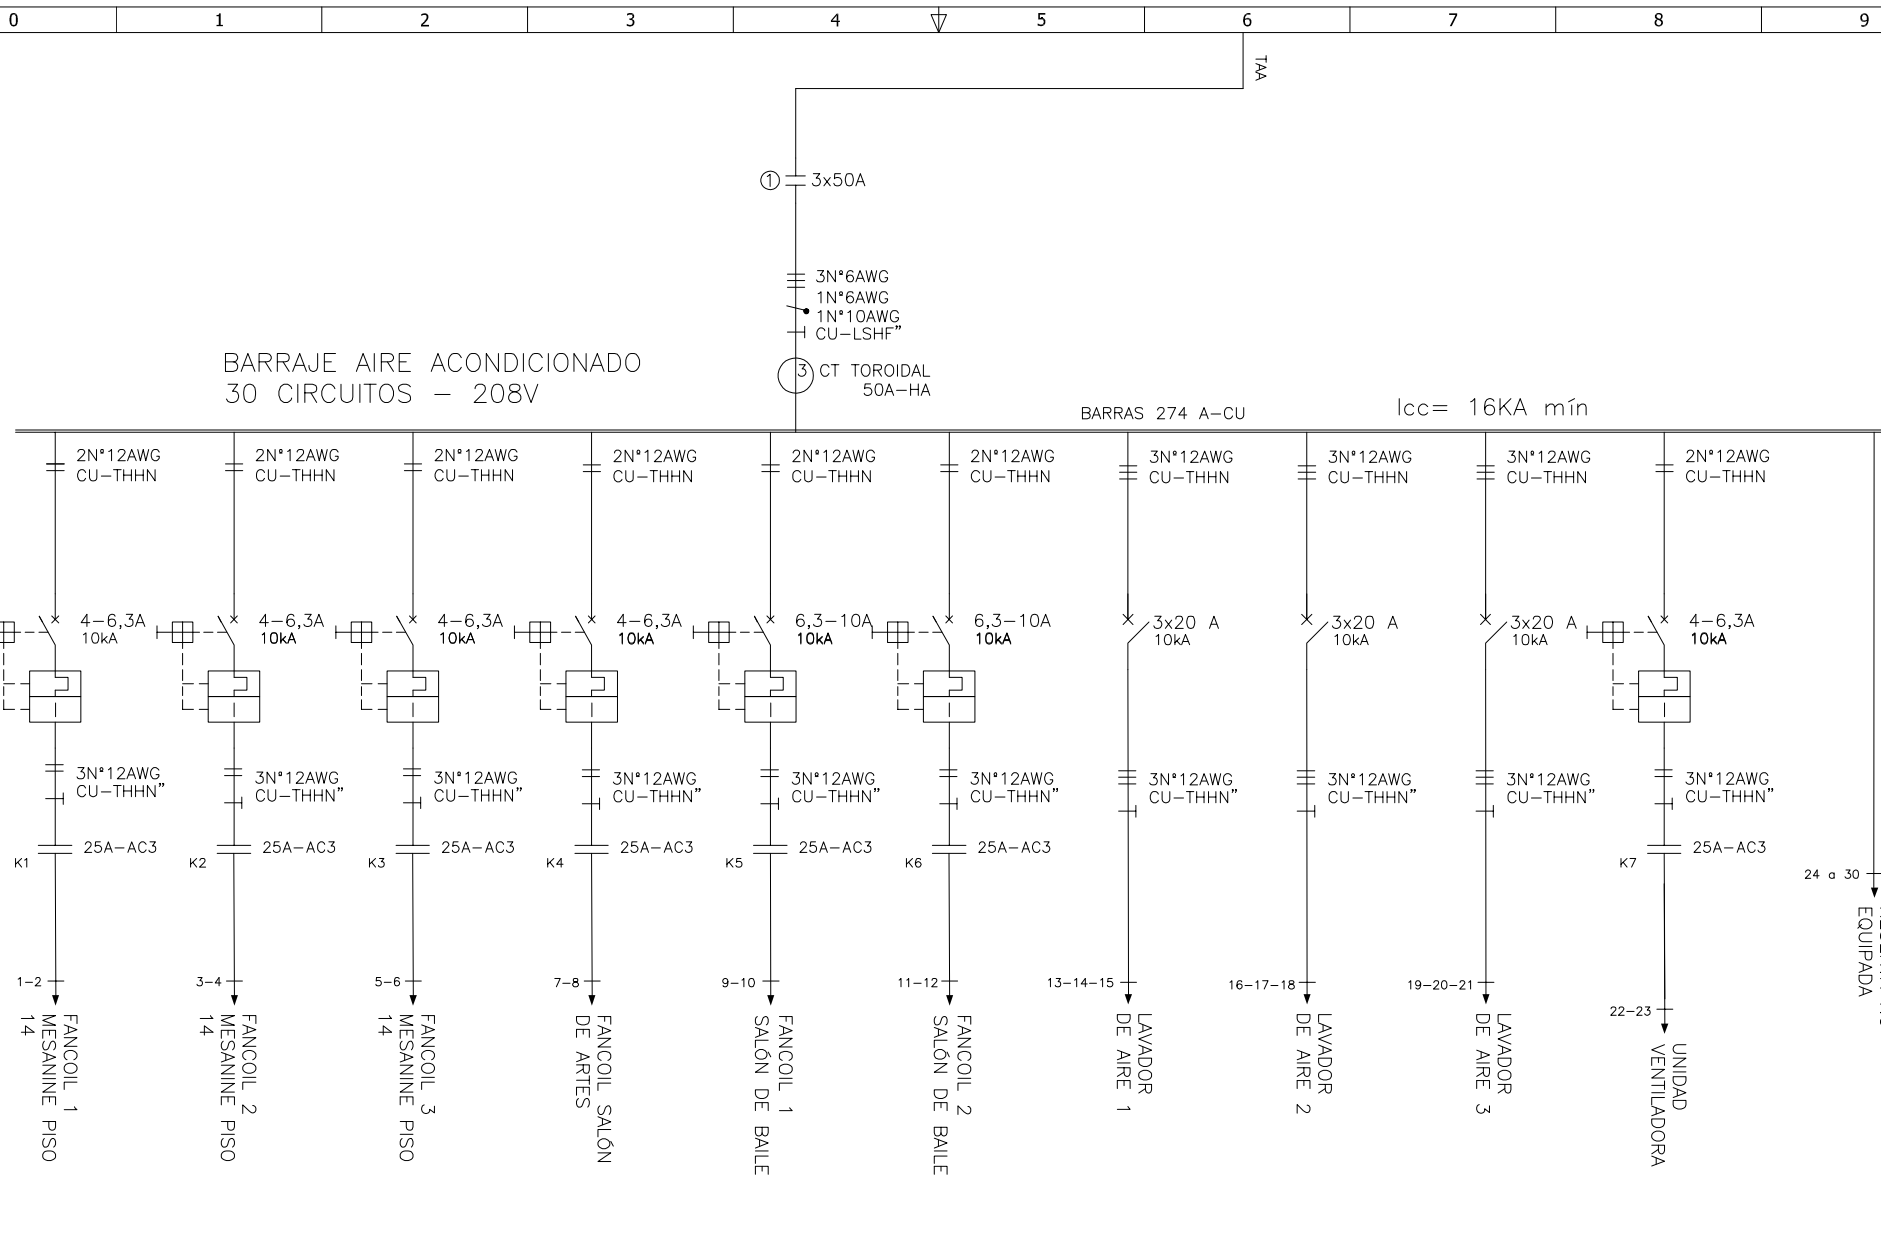 0 1 2 3 4 5 6 7 8 9
TAA
1 3x50A
3N°6AWG
1N°6AWG
1N°10AWG
CU-LSHF"
3 CT TOROIDAL
50A-HA
BARRAJE AIRE ACONDICIONADO
30 CIRCUITOS - 208V
BARRAS 274 A-CU
Icc= 16KA mín
2N°12AWG
CU-THHN
4-6,3A
10kA
3N°12AWG
CU-THHN"
K1
25A-AC3
1-2
FANCOIL 1
MESANINE PISO
14
2N°12AWG
CU-THHN
4-6,3A
10kA
3N°12AWG
CU-THHN"
K2
25A-AC3
3-4
FANCOIL 2
MESANINE PISO
14
2N°12AWG
CU-THHN
4-6,3A
10kA
3N°12AWG
CU-THHN"
K3
25A-AC3
5-6
FANCOIL 3
MESANINE PISO
14
2N°12AWG
CU-THHN
4-6,3A
10kA
3N°12AWG
CU-THHN"
K4
25A-AC3
7-8
FANCOIL SALÓN
DE ARTES
2N°12AWG
CU-THHN
6,3-10A
10kA
3N°12AWG
CU-THHN"
K5
25A-AC3
9-10
FANCOIL 1
SALÓN DE BAILE
2N°12AWG
CU-THHN
6,3-10A
10kA
3N°12AWG
CU-THHN"
K6
25A-AC3
11-12
FANCOIL 2
SALÓN DE BAILE
3N°12AWG
CU-THHN
3x20 A
10kA
3N°12AWG
CU-THHN"
13-14-15
LAVADOR
DE AIRE 1
3N°12AWG
CU-THHN
3x20 A
10kA
3N°12AWG
CU-THHN"
16-17-18
LAVADOR
DE AIRE 2
3N°12AWG
CU-THHN
3x20 A
10kA
3N°12AWG
CU-THHN"
19-20-21
LAVADOR
DE AIRE 3
2N°12AWG
CU-THHN
4-6,3A
10kA
3N°12AWG
CU-THHN"
K7
25A-AC3
22-23
UNIDAD
VENTILADORA
24 a 30
EQUIPADA